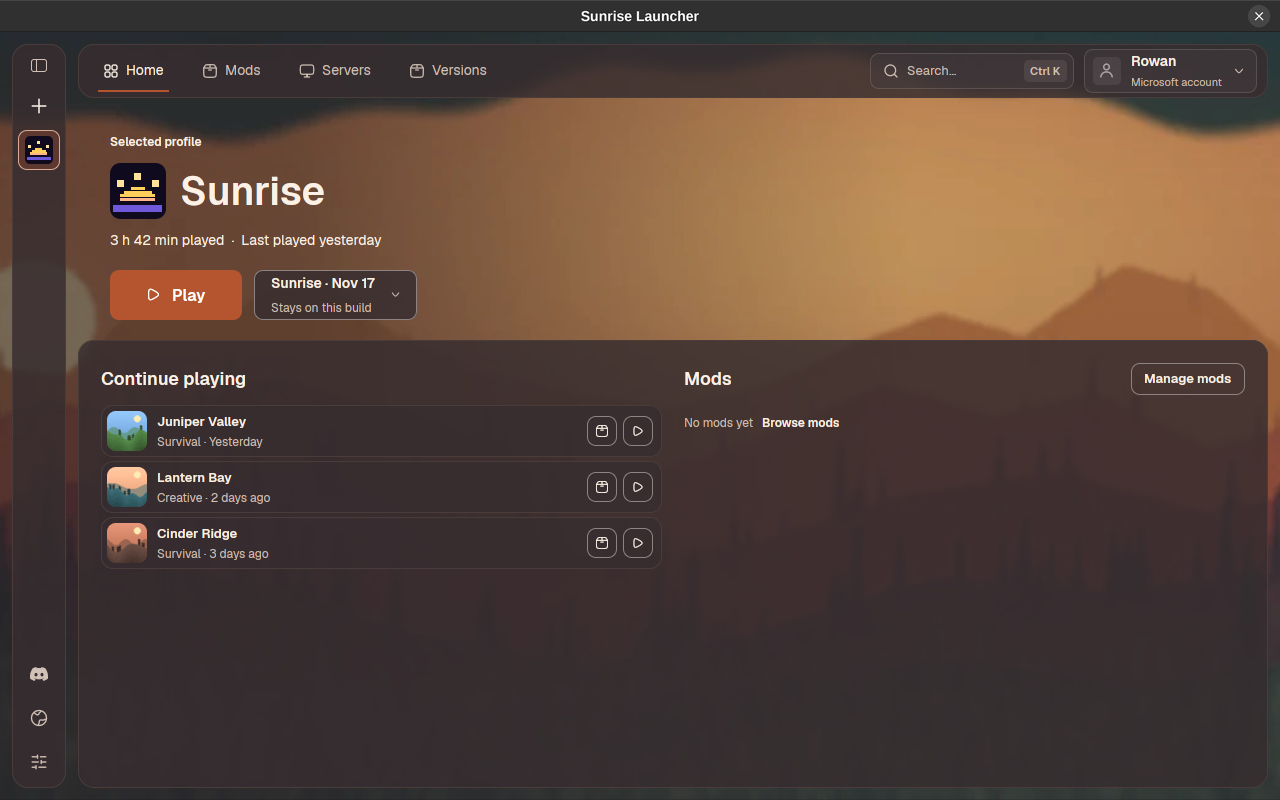 Sunrise Launcher
Home
Mods
Servers
Versions
Search...
Ctrl K
Rowan
Microsoft account
Selected profile
Sunrise
3 h 42 min played · Last played yesterday
Play
Sunrise · Nov 17
Stays on this build
Continue playing
Juniper Valley
Survival · Yesterday
Lantern Bay
Creative · 2 days ago
Cinder Ridge
Survival · 3 days ago
Mods
Manage mods
No mods yet Browse mods